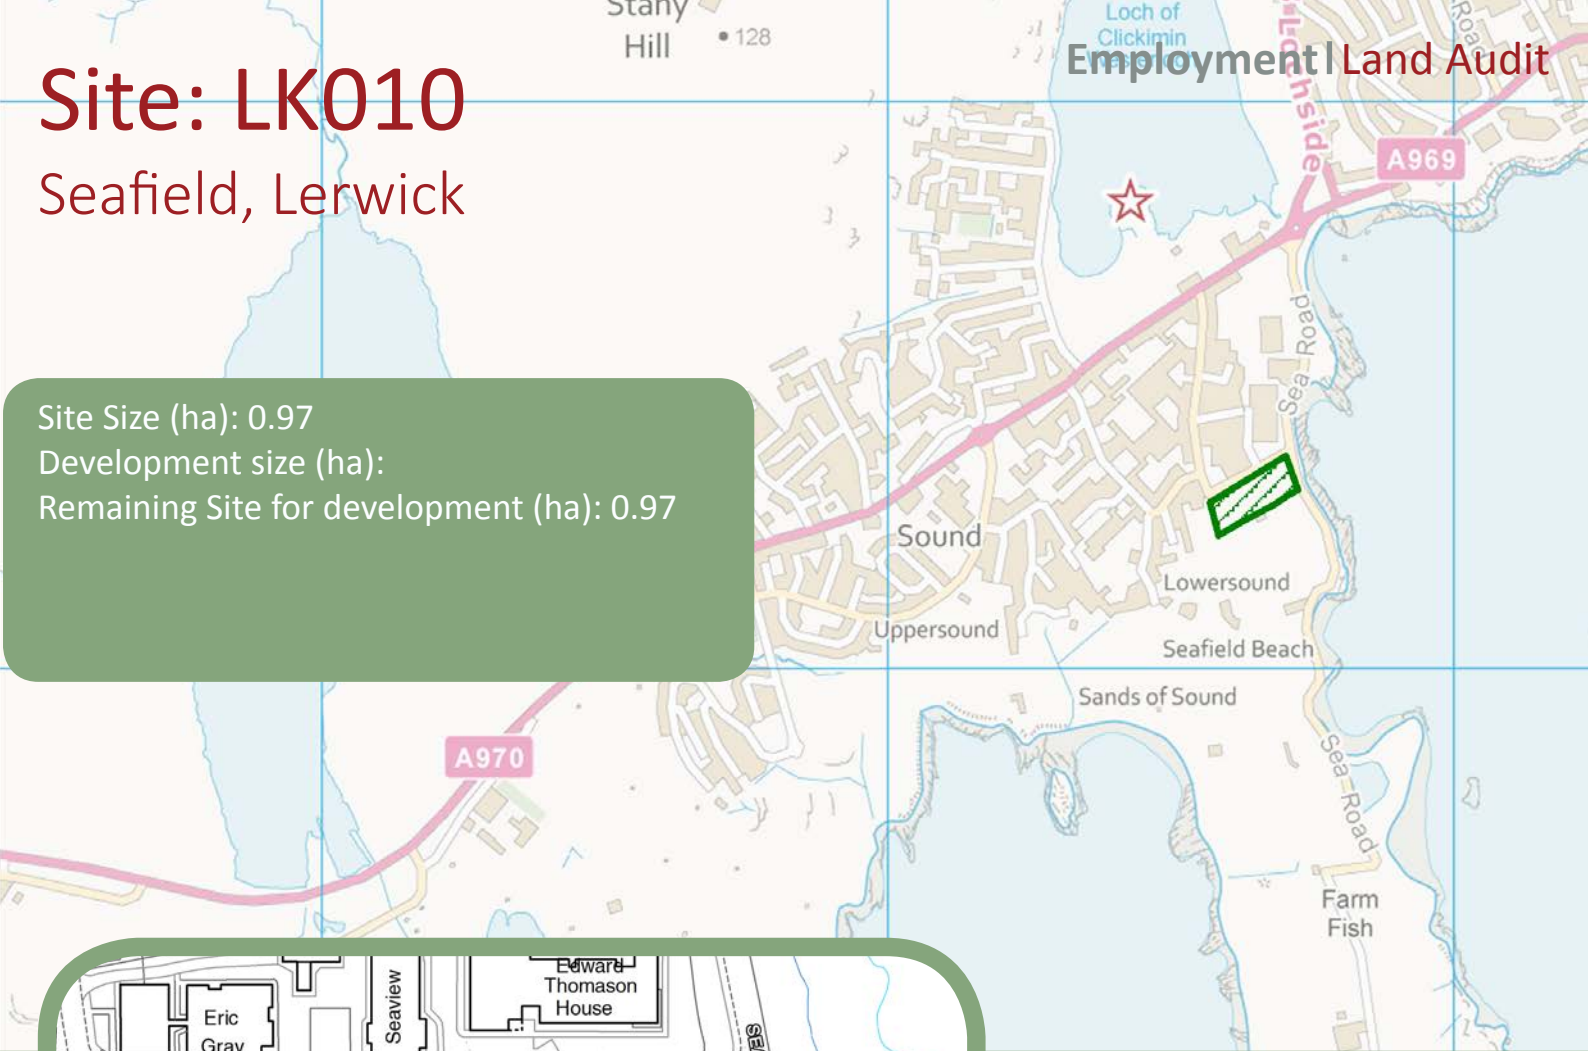 Stany
Hill
128
Loch of
Clickimin
Employment| Land Audit
Site: LK010
Seafield, Lerwick
Lochside
Road
A969
Sea Road
Site Size (ha): 0.97
Development size (ha):
Remaining Site for development (ha): 0.97
Sound
Lowersound
Uppersound
Seafield Beach
Sands of Sound
A970
Sea Road
Farm
Fish
Edward
Thomason
House
Seaview
Eric
Gray